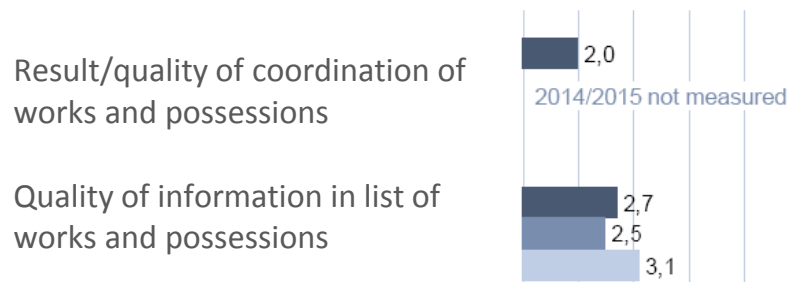 Result/quality of coordination of
works and possessions
2,0
2014/2015 not measured
Quality of information in list of
works and possessions
2,7
2,5
3,1